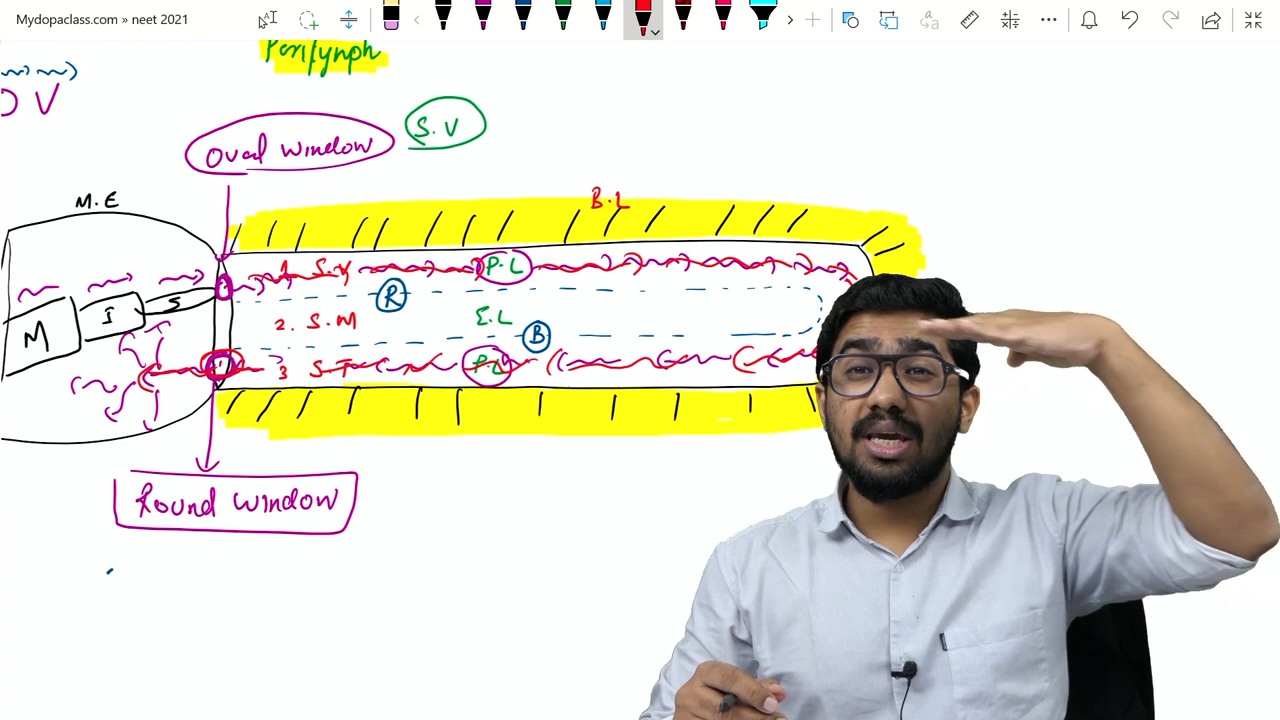 Mydopaclass.com » neet 2021
Perilymph
V
Oval window
S.V
M.E
B.L
1. S.V P.L
M I S
R
2. S.M E.L
B
3 S.T P.L
Round window